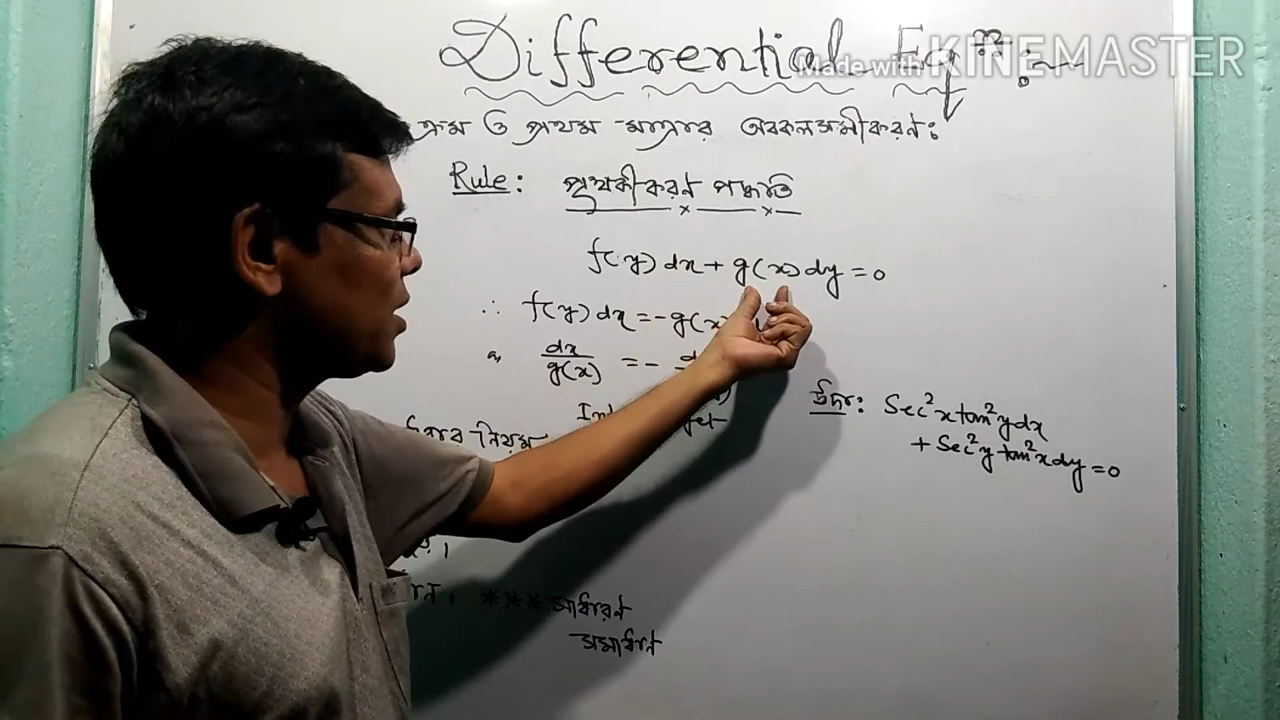 Differential Eqⁿ:
Made with KINEMASTER
ক্রম ও প্রথম মাত্রার অবকলসমীকরণ:
Rule: পৃথকীকরণ পদ্ধতি
f(y) dx + g(x) dy = 0
∴ f(y) dx = - g(x)
dx/g(x) = -
নিয়ম
উদা: Sec²x tan²y dx
+ Sec²y tan²x dy = 0
*** সাধারণ
সমাধান